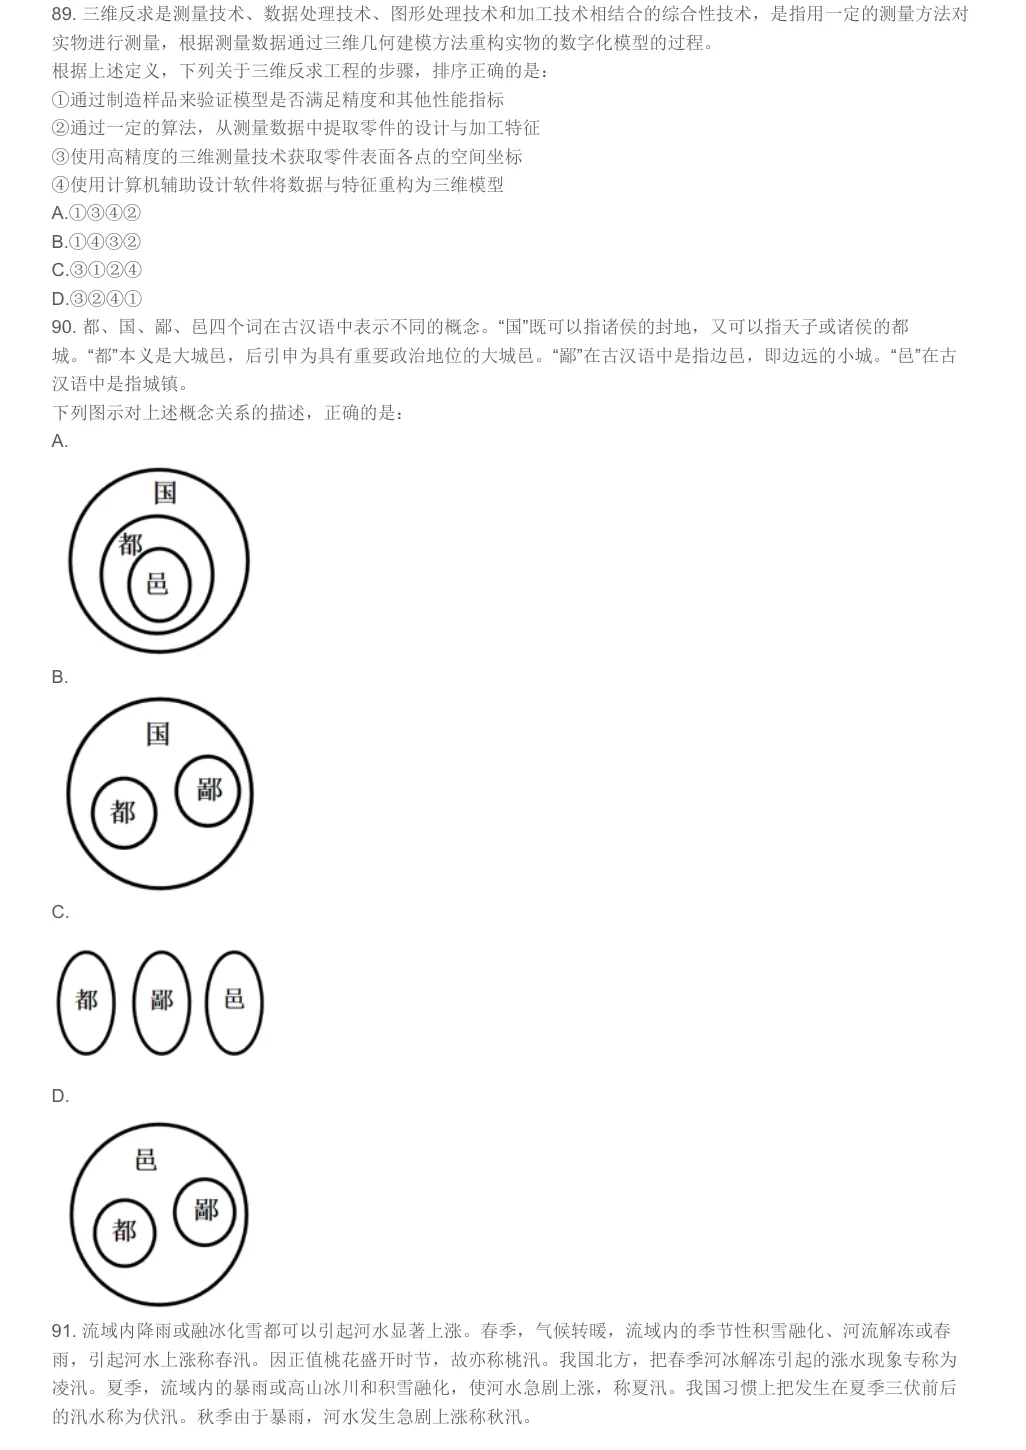 89. 三维反求是测量技术、数据处理技术、图形处理技术和加工技术相结合的综合性技术，是指用一定的测量方法对
实物进行测量，根据测量数据通过三维几何建模方法重构实物的数字化模型的过程。
根据上述定义，下列关于三维反求工程的步骤，排序正确的是：
①通过制造样品来验证模型是否满足精度和其他性能指标
②通过一定的算法，从测量数据中提取零件的设计与加工特征
③使用高精度的三维测量技术获取零件表面各点的空间坐标
④使用计算机辅助设计软件将数据与特征重构为三维模型
A.①③④②
B.①④③②
C.③①②④
D.③②④①
90. 都、国、鄙、邑四个词在古汉语中表示不同的概念。“国”既可以指诸侯的封地，又可以指天子或诸侯的都
城。“都”本义是大城邑，后引申为具有重要政治地位的大城邑。“鄙”在古汉语中是指边邑，即边远的小城。“邑”在古
汉语中是指城镇。
下列图示对上述概念关系的描述，正确的是：
A.
国
都
邑
B.
国
都 鄙
C.
都 鄙 邑
D.
邑
都 鄙
91. 流域内降雨或融冰化雪都可以引起河水显著上涨。春季，气候转暖，流域内的季节性积雪融化、河流解冻或春
雨，引起河水上涨称春汛。因正值桃花盛开时节，故亦称桃汛。我国北方，把春季河冰解冻引起的涨水现象专称为
凌汛。夏季，流域内的暴雨或高山冰川和积雪融化，使河水急剧上涨，称夏汛。我国习惯上把发生在夏季三伏前后
的汛水称为伏汛。秋季由于暴雨，河水发生急剧上涨称秋汛。